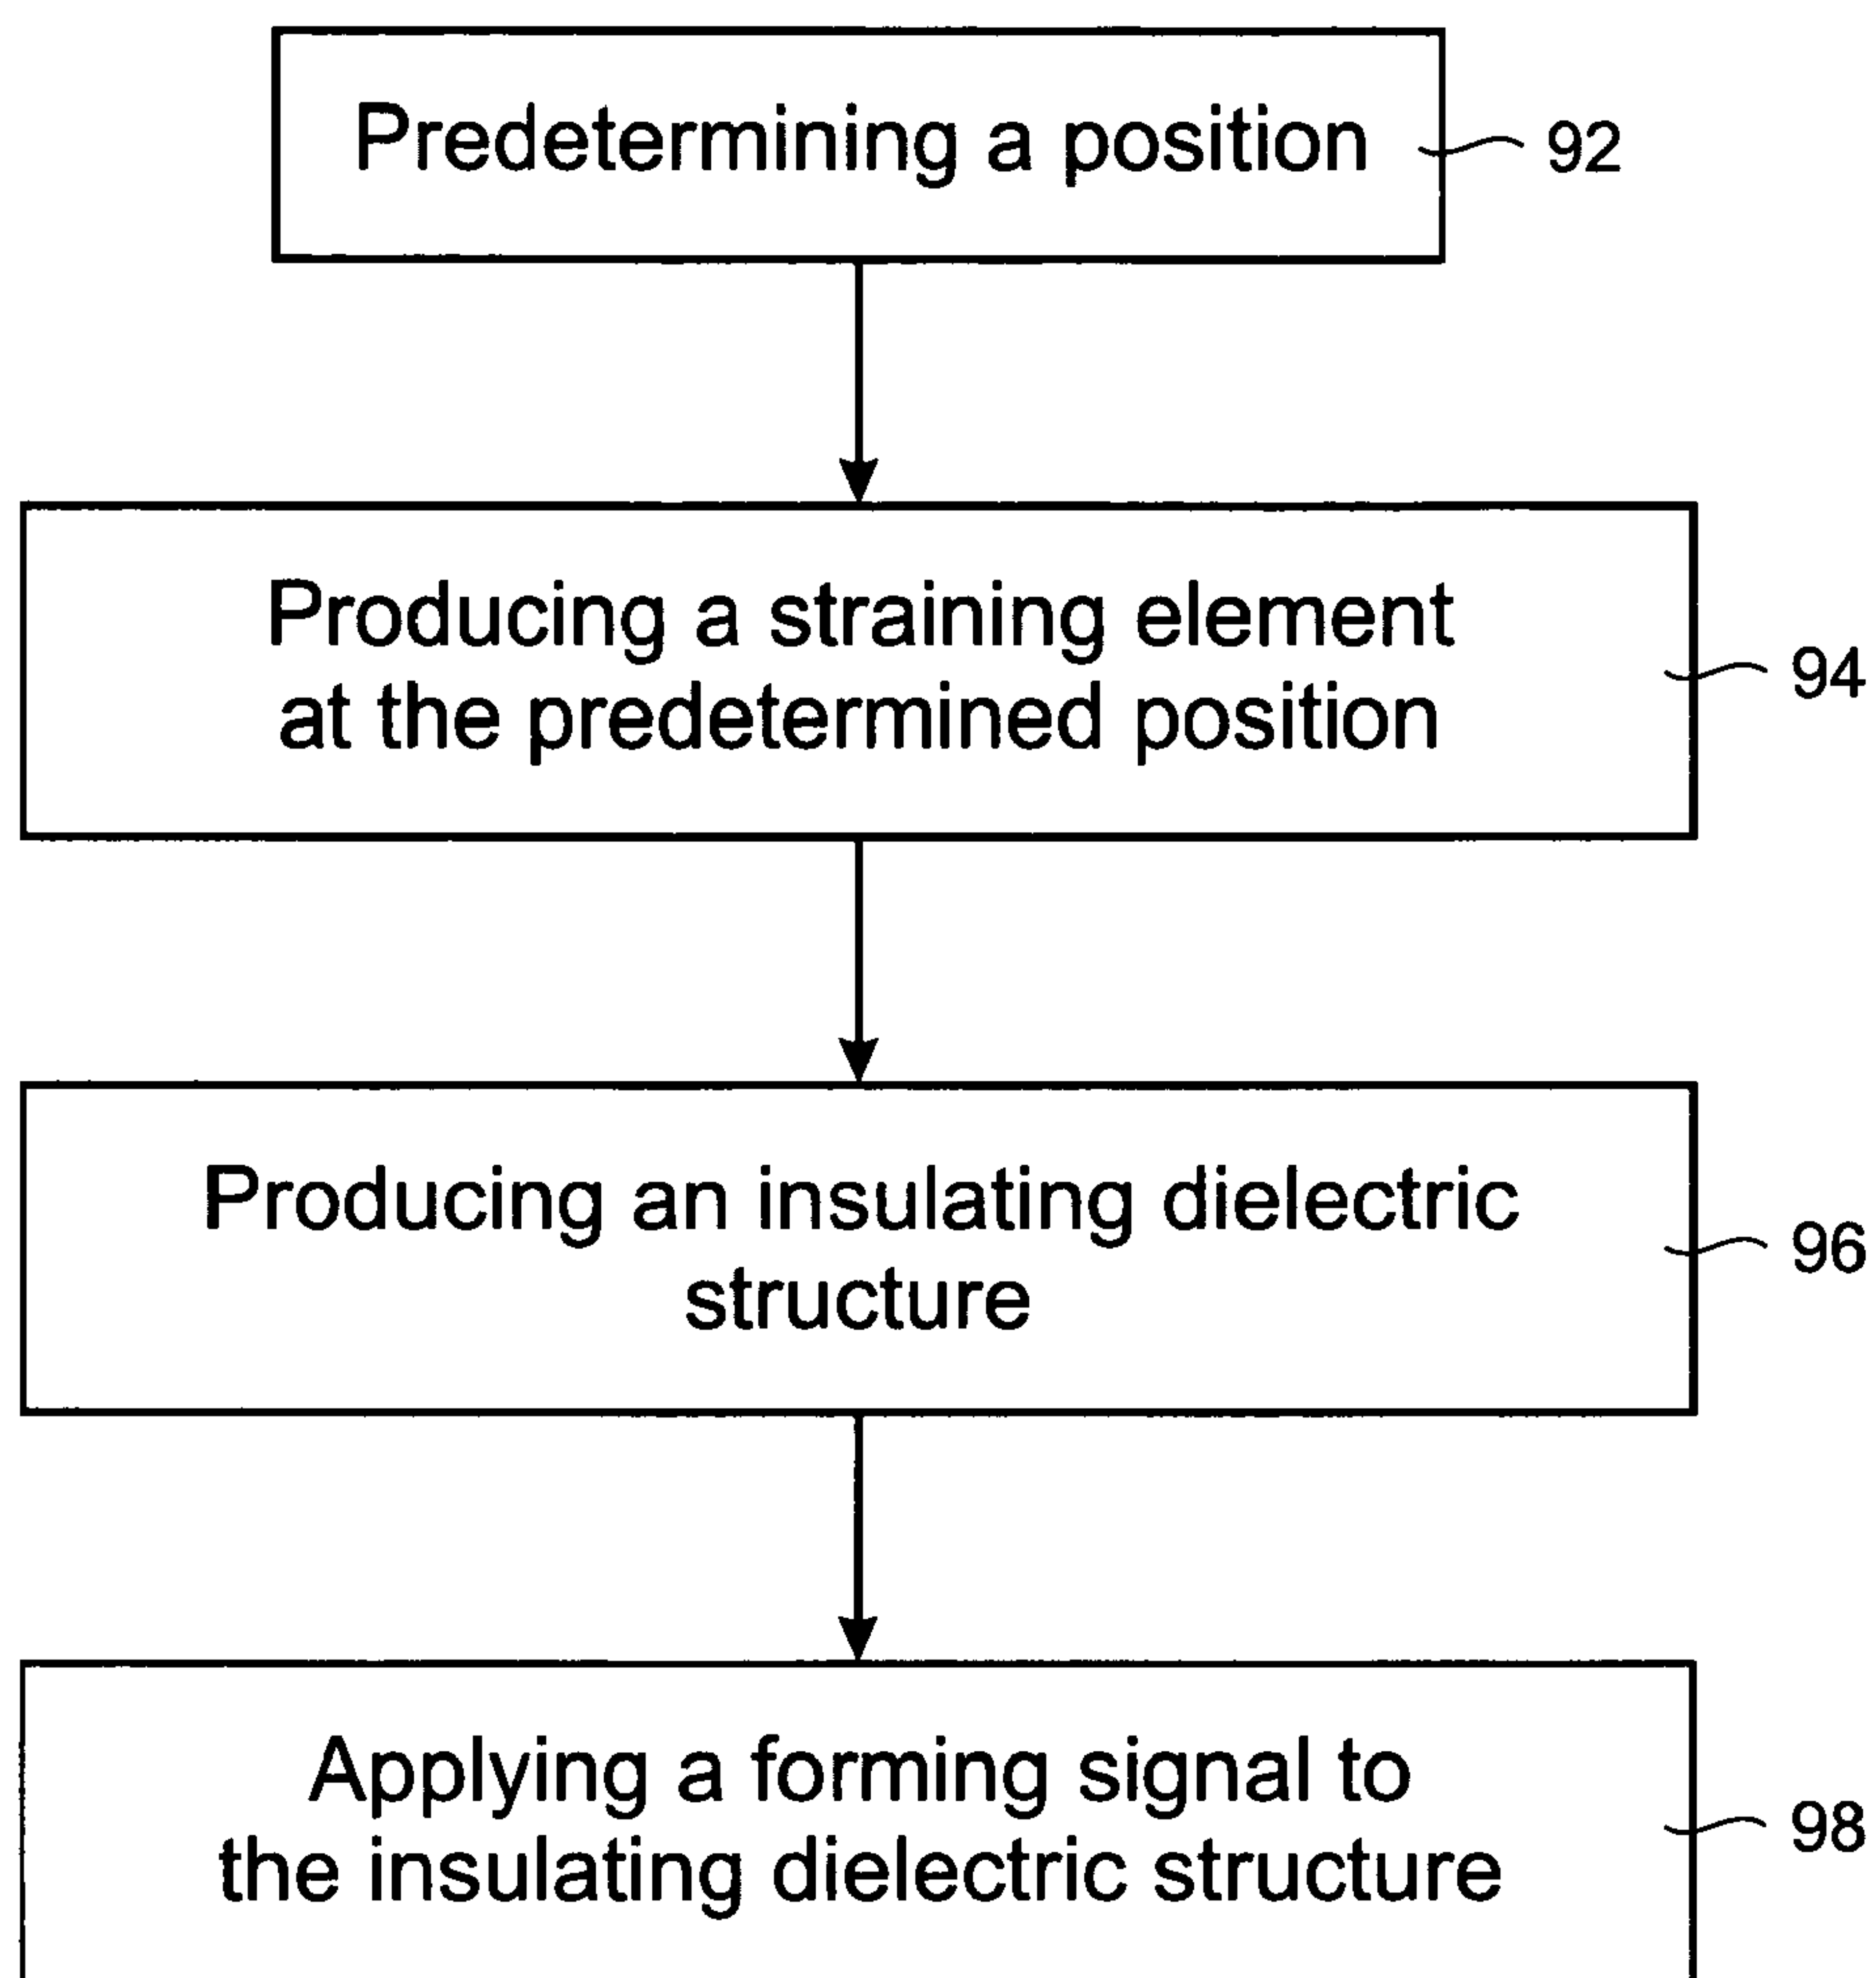 Predetermining a position
92
Producing a straining element
at the predetermined position
94
Producing an insulating dielectric
structure
96
Applying a forming signal to
the insulating dielectric structure
98